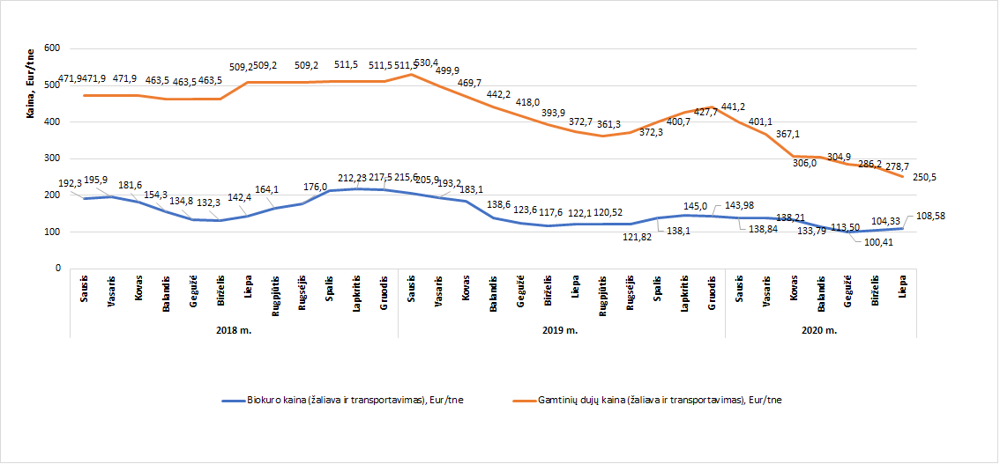 Kaina, Eur/tne
600
500
400
300
200
100
0
471,9 471,9 471,9 463,5 463,5 463,5 509,2 509,2 509,2 511,5 511,5 511,5 530,4 499,9 469,7 442,2 418,0 393,9 372,7 361,3 372,3 400,7 427,7 441,2 401,1 367,1 306,0 304,9 286,2 278,7 250,5
192,3 195,9 181,6 154,3 134,8 132,3 142,4 164,1 176,0 212,23 217,5 215,6 205,9 193,2 183,1 138,6 123,6 117,6 122,1 120,52 121,82 138,1 145,0 143,98 138,84 138,21 133,79 113,50 100,41 104,33 108,58
Sausis Vasaris Kovas Balandis Gegužė Birželis Liepa Rugpjūtis Rugsėjis Spalis Lapkritis Gruodis Sausis Vasaris Kovas Balandis Gegužė Birželis Liepa Rugpjūtis Rugsėjis Spalis Lapkritis Gruodis Sausis Vasaris Kovas Balandis Gegužė Birželis Liepa
2018 m. 2019 m. 2020 m.
Biokuro kaina (žaliava ir transportavimas), Eur/tne Gamtinių dujų kaina (žaliava ir transportavimas), Eur/tne